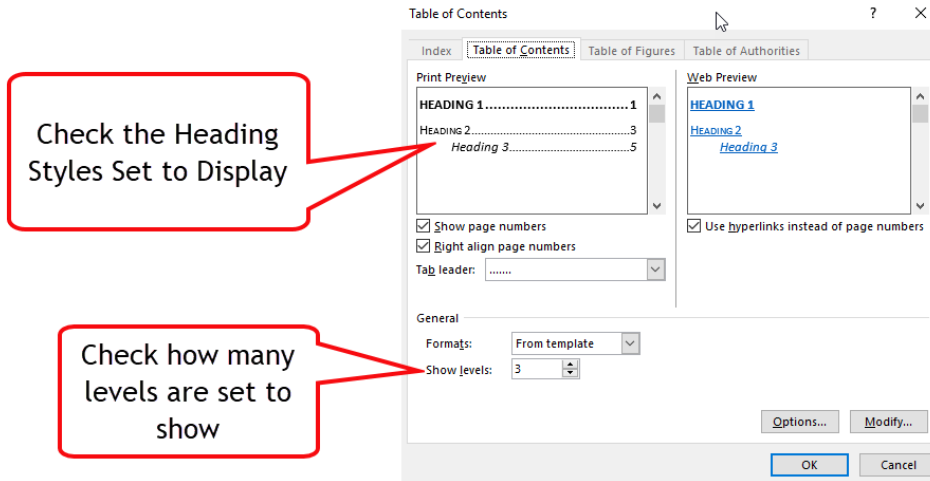 Table of Contents ? ×
Index Table of Contents Table of Figures Table of Authorities
Print Preview
HEADING 1....................................1
HEADING 2........................................3
Heading 3..............................5
Web Preview
HEADING 1
HEADING 2
Heading 3
Check the Heading
Styles Set to Display
Show page numbers
Right align page numbers
Tab leader: .......
Use hyperlinks instead of page numbers
General
Formats: From template
Show levels: 3
Check how many
levels are set to
show
Options... Modify...
OK Cancel